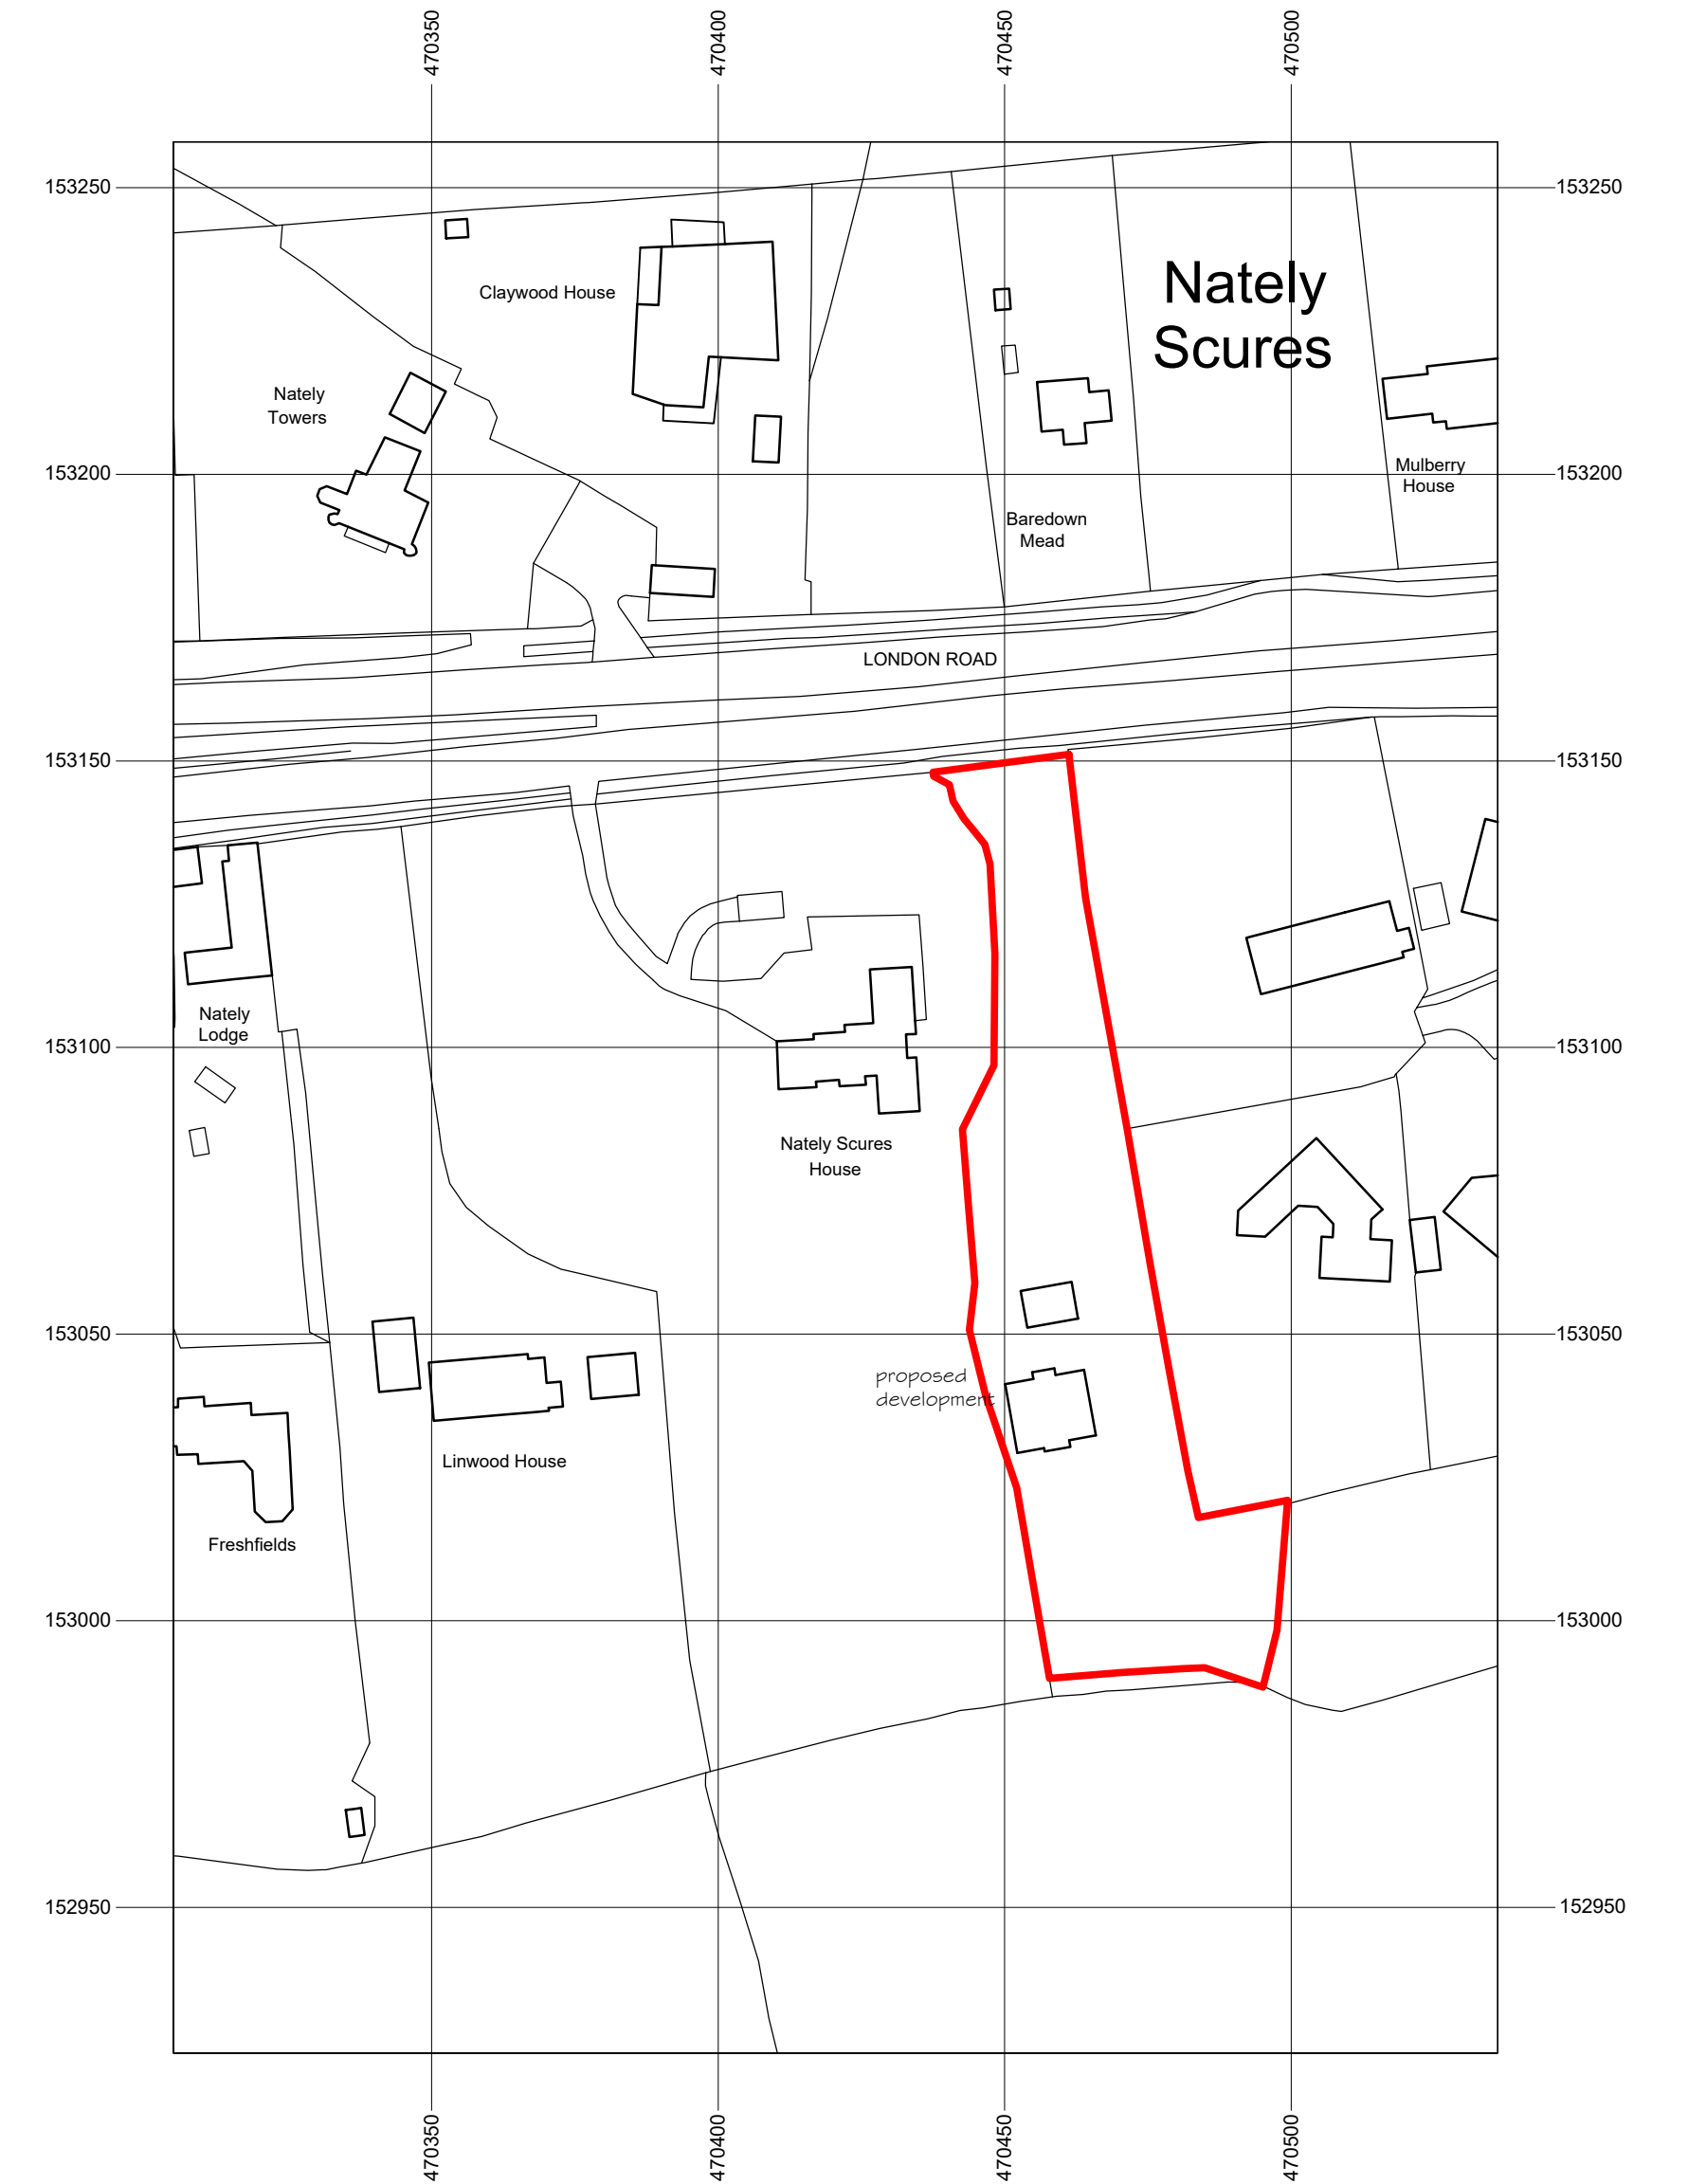 470350
470400
470450
470500
153250
153250
Nately
Scures
Claywood House
Nately
Towers
Mulberry
House
153200
153200
Baredown
Mead
LONDON ROAD
153150
153150
Nately
Lodge
153100
153100
Nately Scures
House
153050
153050
proposed
development
Linwood House
Freshfields
153000
153000
152950
152950
470350
470400
470450
470500